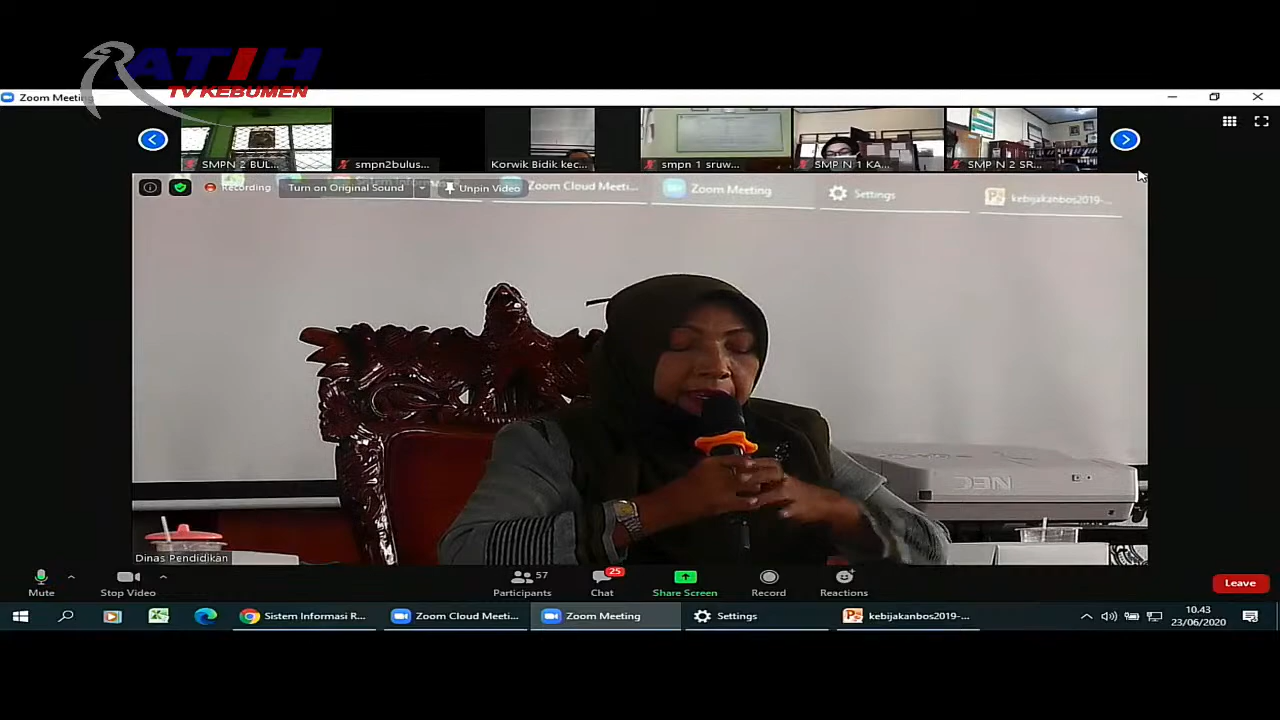 RATIH
TV KEBUMEN
Zoom Meeting
SMPN 2 BUL...
smpn2bulus...
Korwik Bidik kec...
smpn 1 sruw...
SMP N 1 KA...
SMP N 2 SR...
Recording
Turn on Original Sound
Unpin Video
Zoom Cloud Meeti...
Zoom Meeting
Settings
kebijakanbos2019-...
NEC
Dinas Pendidikan
Mute
Stop Video
Participants
57
Chat
25
Share Screen
Record
Reactions
Leave
Sistem Informasi R...
Zoom Cloud Meeti...
Zoom Meeting
Settings
kebijakanbos2019-...
10.43
23/06/2020